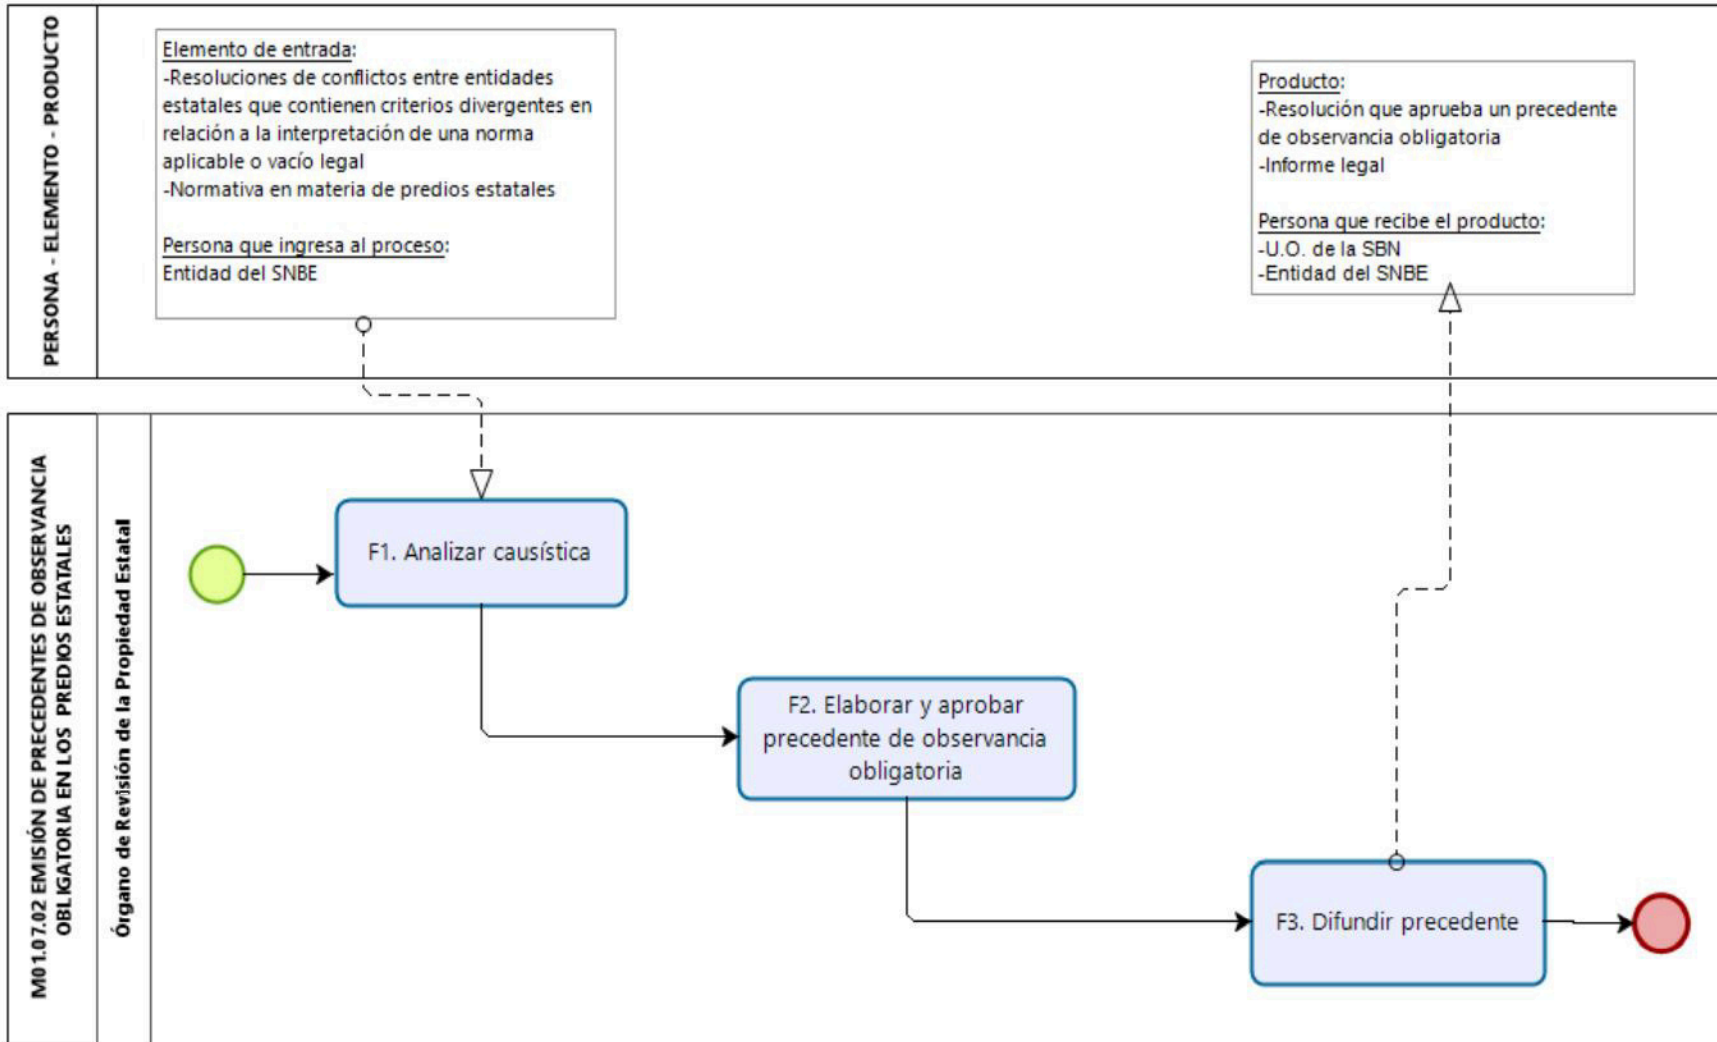 PERSONA - ELEMENTO - PRODUCTO
Elemento de entrada:
-Resoluciones de conflictos entre entidades
estatales que contienen criterios divergentes en
relación a la interpretación de una norma
aplicable o vacío legal
-Normativa en materia de predios estatales
Persona que ingresa al proceso:
Entidad del SNBE
Producto:
-Resolución que aprueba un precedente
de observancia obligatoria
-Informe legal
Persona que recibe el producto:
-U.O. de la SBN
-Entidad del SNBE
M01.07.02 EMISIÓN DE PRECEDENTES DE OBSERVANCIA
OBLIGATORIA EN LOS PREDIOS ESTATALES
Órgano de Revisión de la Propiedad Estatal
F1. Analizar causística
F2. Elaborar y aprobar
precedente de observancia
obligatoria
F3. Difundir precedente